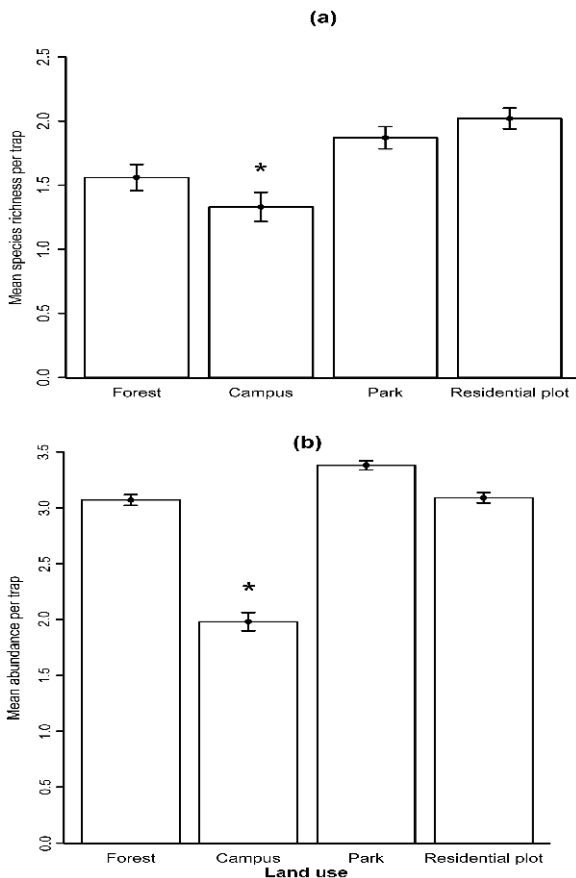 (a)
Mean species richness per trap
2.5
2.0
1.5
1.0
0.5
0.0
*
Forest Campus Park Residential plot
(b)
Mean abundance per trap
3.5
3.0
2.5
2.0
1.5
1.0
0.5
0.0
*
Forest Campus Park Residential plot
Land use